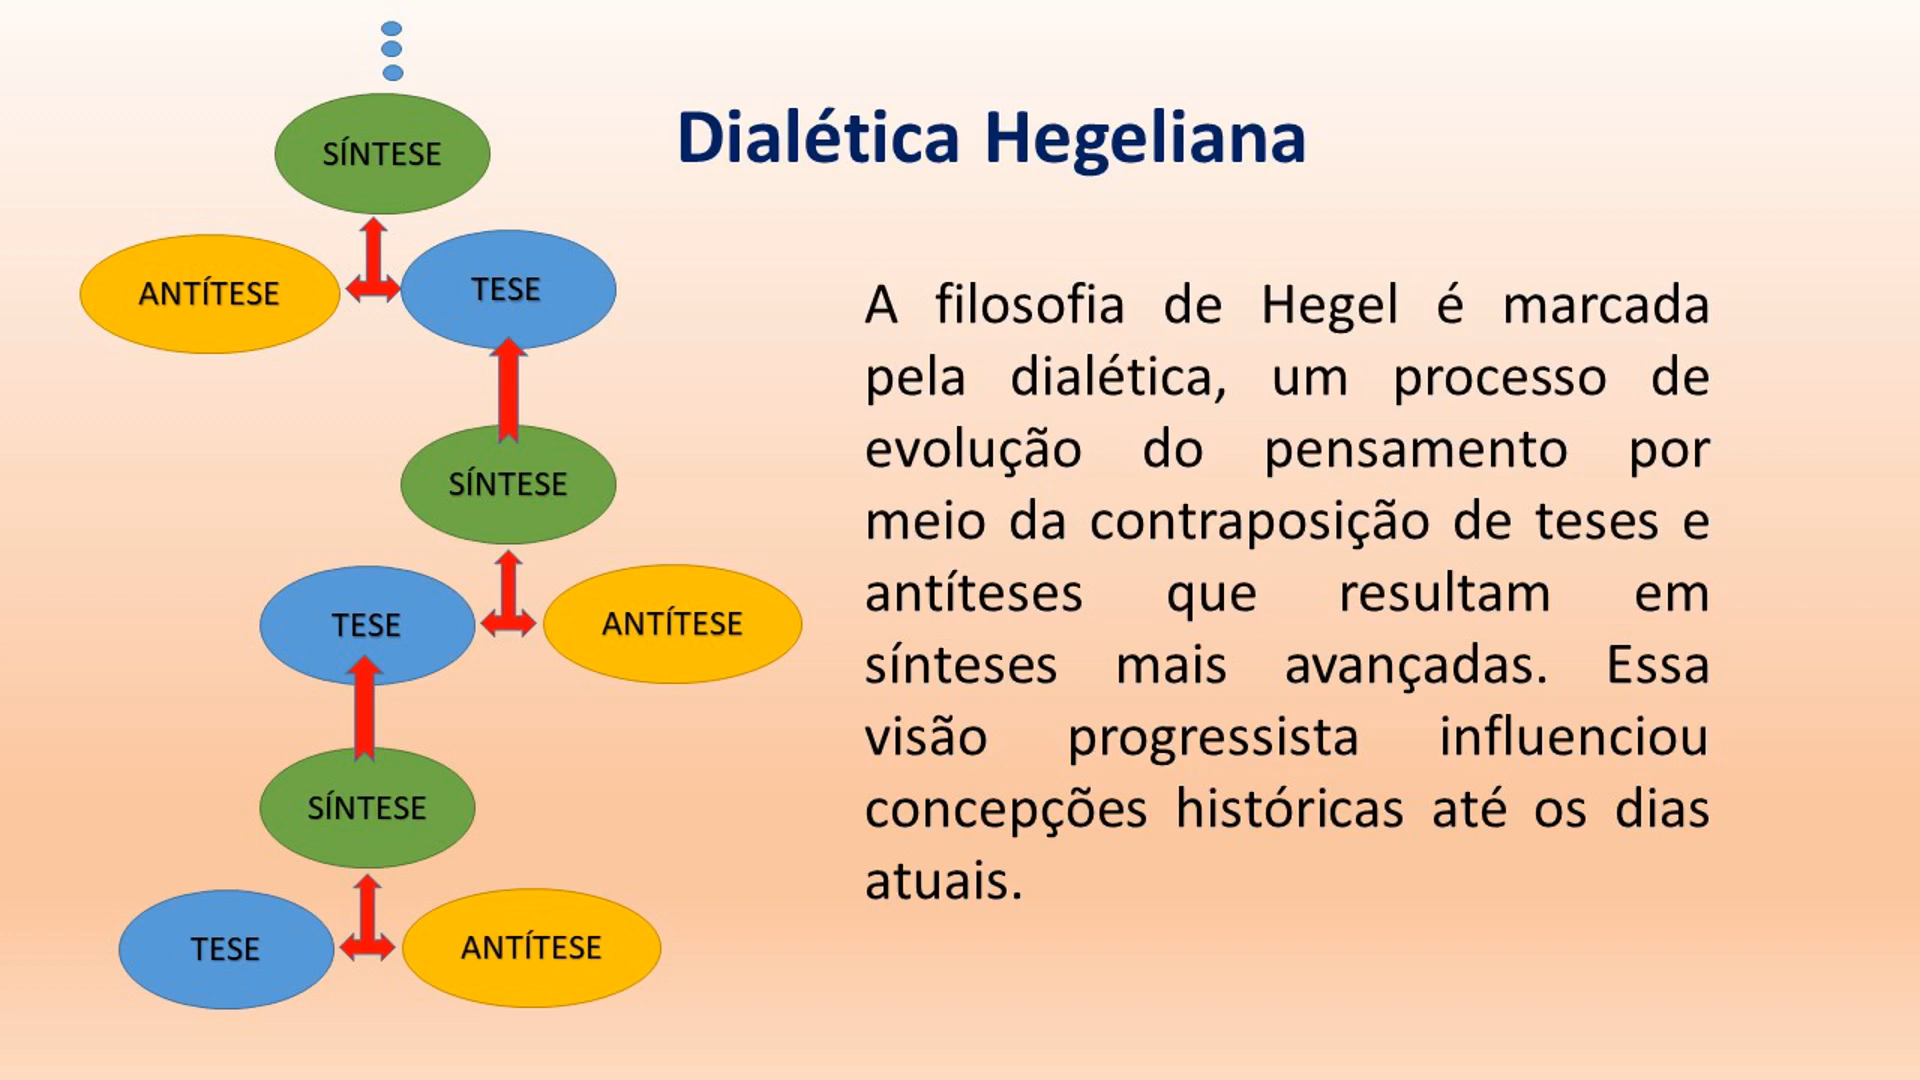 SÍNTESE
ANTÍTESE
TESE
SÍNTESE
TESE
ANTÍTESE
SÍNTESE
TESE
ANTÍTESE
Dialética Hegeliana
A filosofia de Hegel é marcada
pela dialética, um processo de
evolução do pensamento por
meio da contraposição de teses e
antíteses que resultam em
sínteses mais avançadas. Essa
visão progressista influenciou
concepções históricas até os dias
atuais.